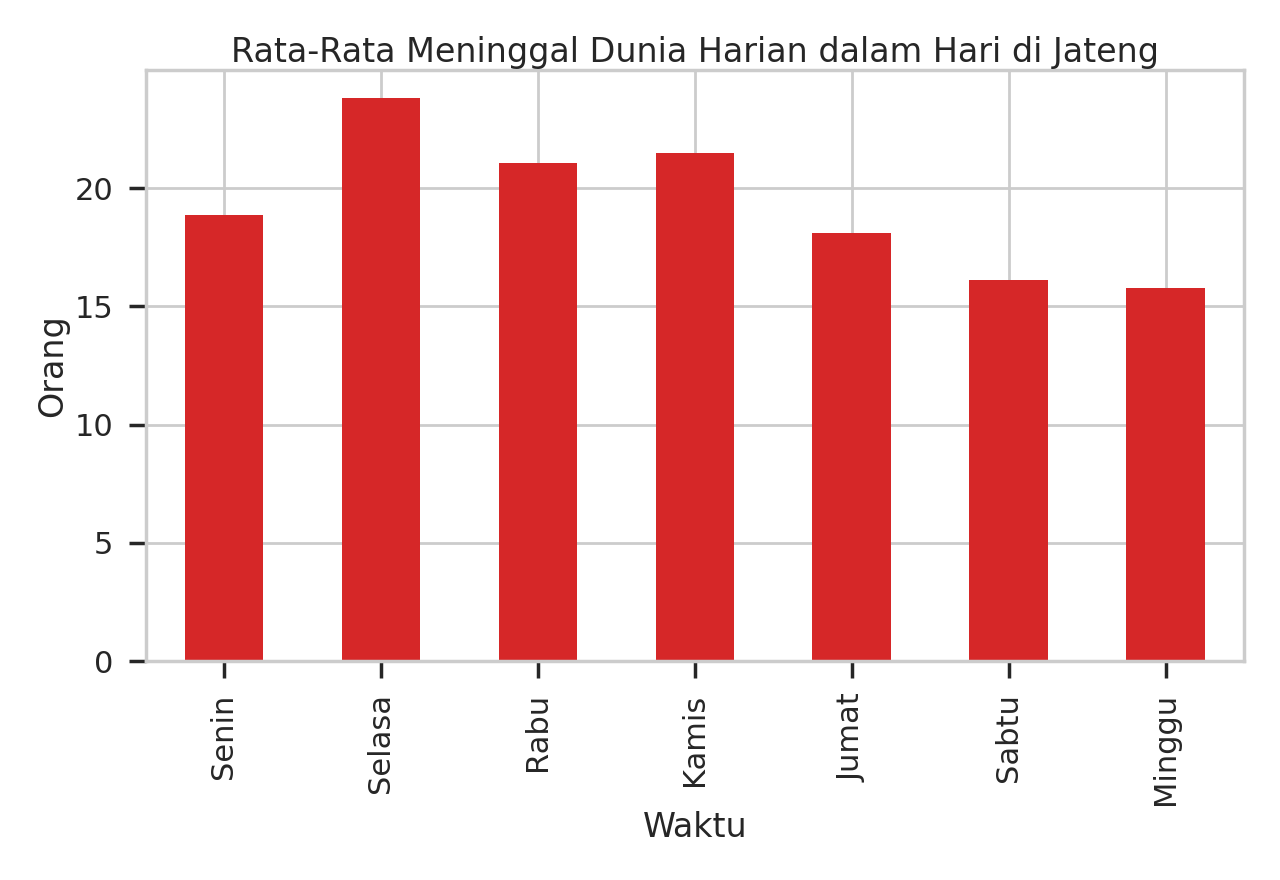 Rata-Rata Meninggal Dunia Harian dalam Hari di Jateng
20
15
10
5
0
Orang
Senin
Selasa
Rabu
Kamis
Jumat
Sabtu
Minggu
Waktu